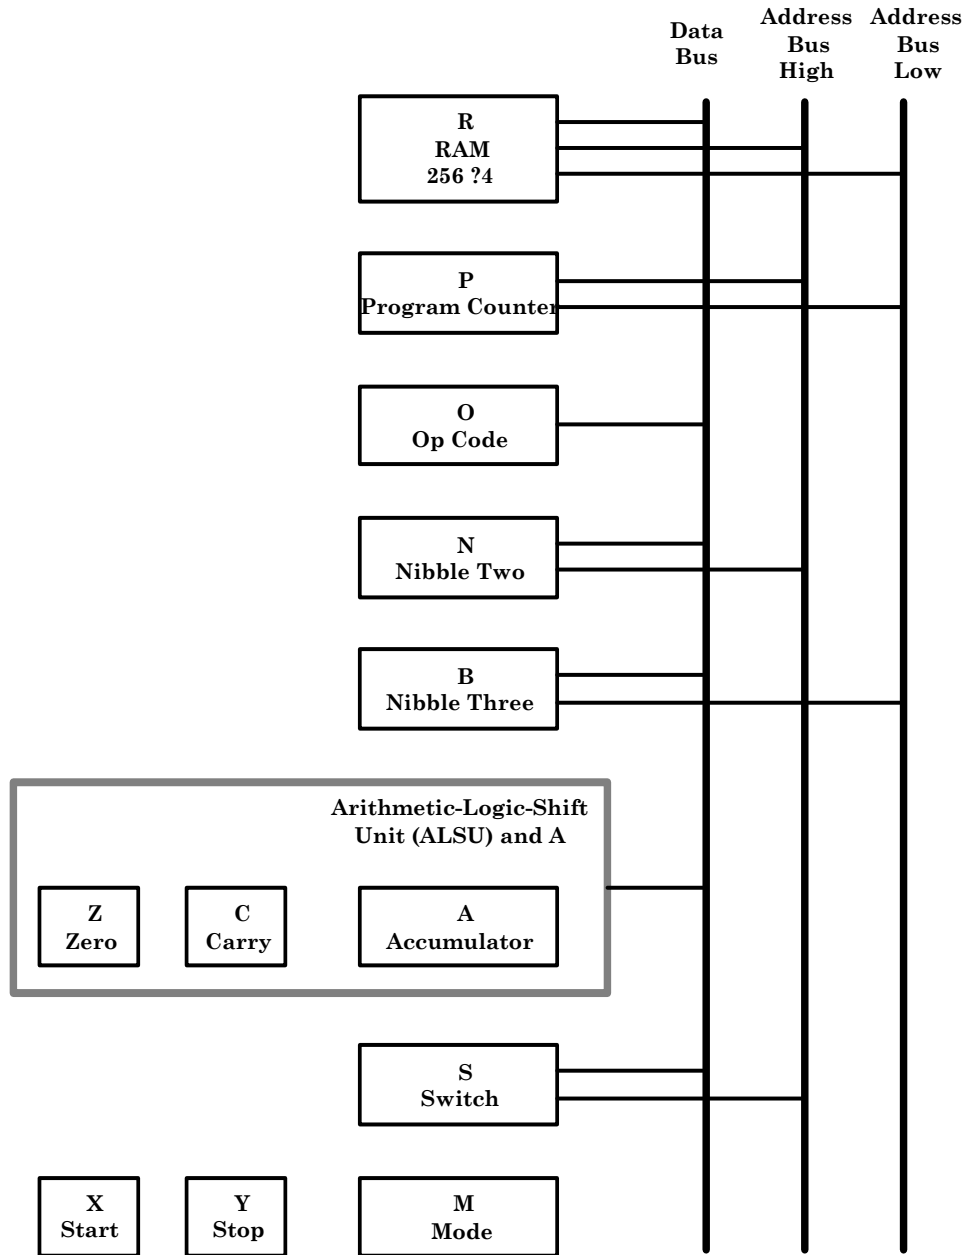 Data
Bus
Address
Bus
High
Address
Bus
Low
R
RAM
256 ?4
P
Program Counter
O
Op Code
N
Nibble Two
B
Nibble Three
Arithmetic-Logic-Shift
Unit (ALSU) and A
Z
Zero
C
Carry
A
Accumulator
S
Switch
X
Start
Y
Stop
M
Mode